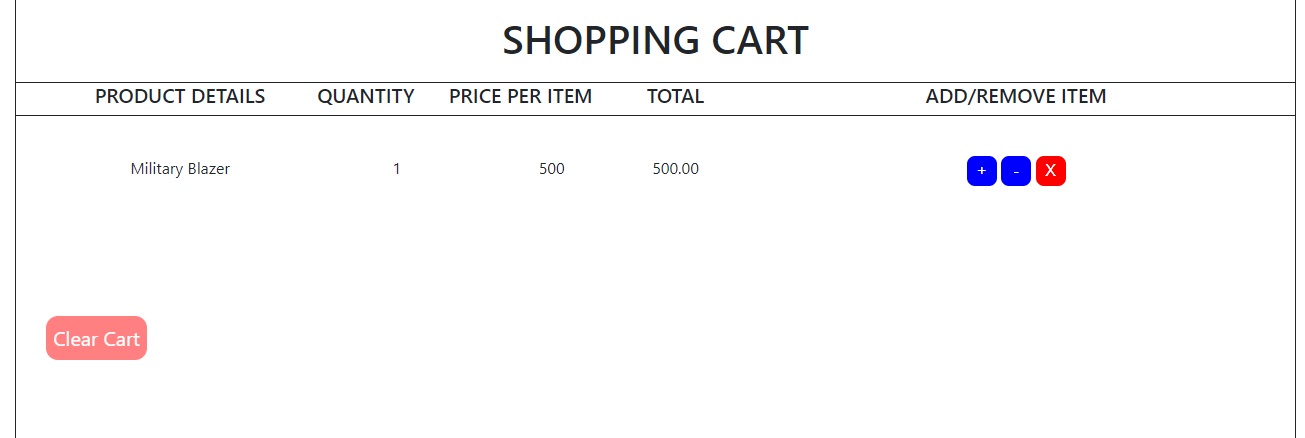 SHOPPING CART
PRODUCT DETAILS QUANTITY PRICE PER ITEM TOTAL ADD/REMOVE ITEM
Military Blazer 1 500 500.00 + - X
Clear Cart